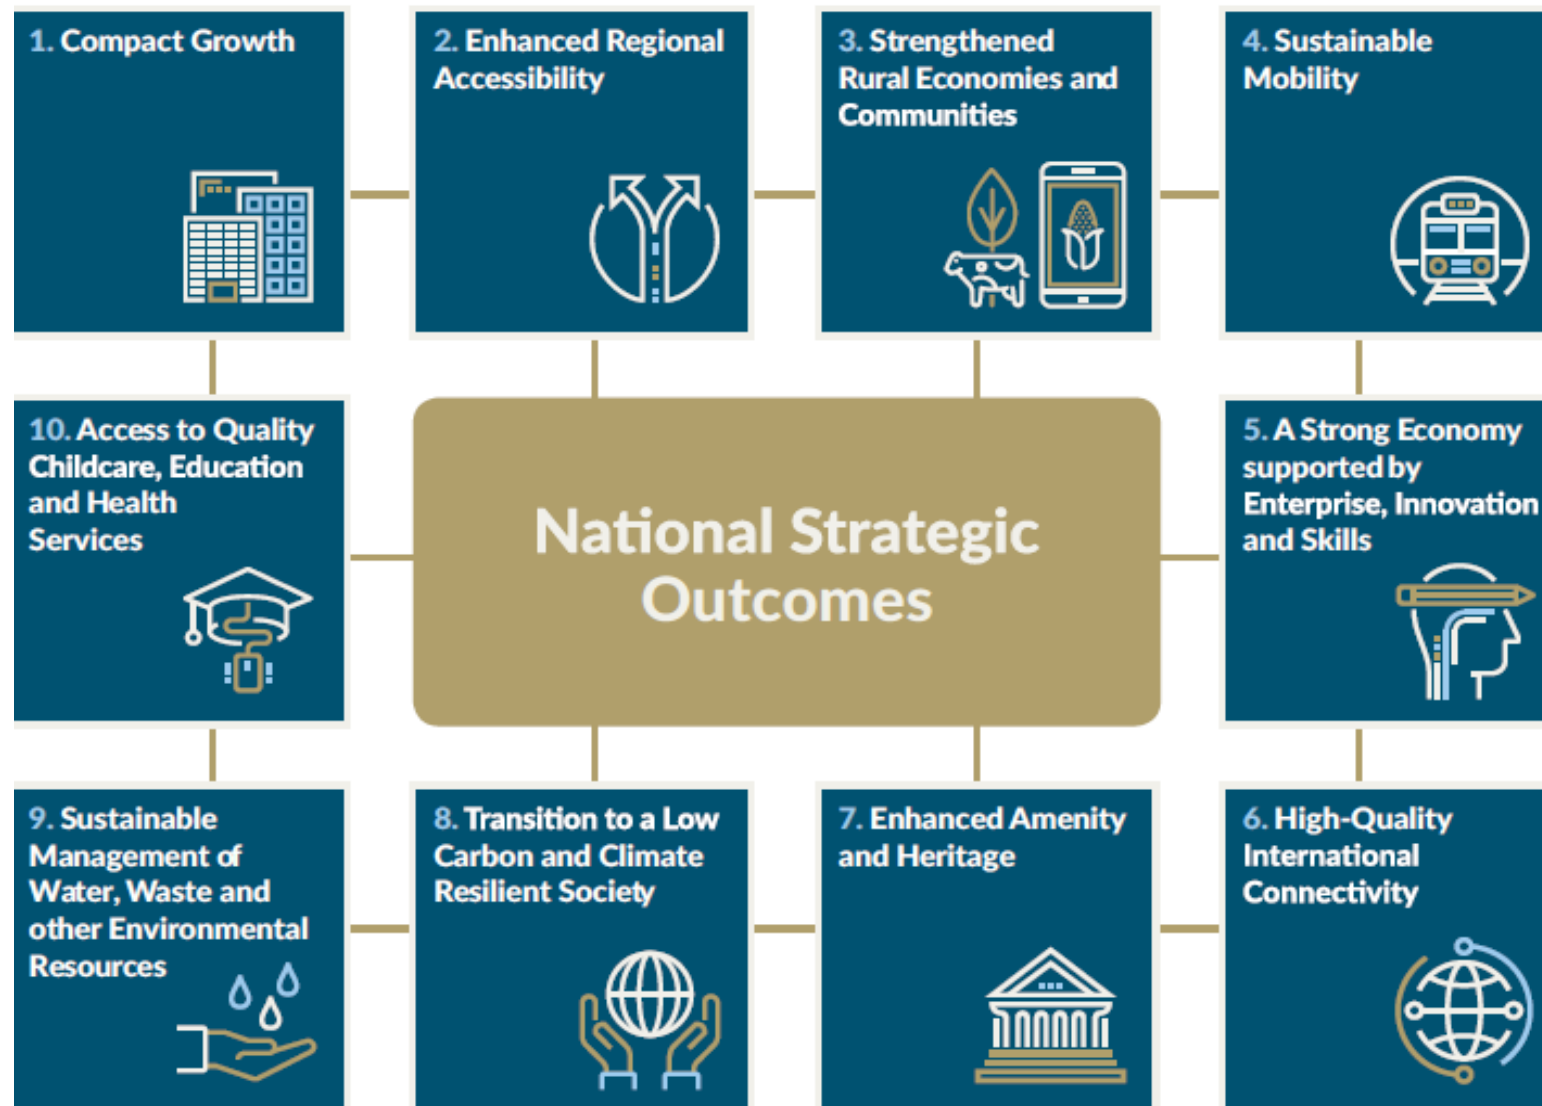 1. Compact Growth
2. Enhanced Regional
Accessibility
3. Strengthened
Rural Economies and
Communities
4. Sustainable
Mobility
10. Access to Quality
Childcare, Education
and Health
Services
National Strategic
Outcomes
5. A Strong Economy
supported by
Enterprise, Innovation
and Skills
9. Sustainable
Management of
Water, Waste and
other Environmental
Resources
8. Transition to a Low
Carbon and Climate
Resilient Society
7. Enhanced Amenity
and Heritage
6. High-Quality
International
Connectivity